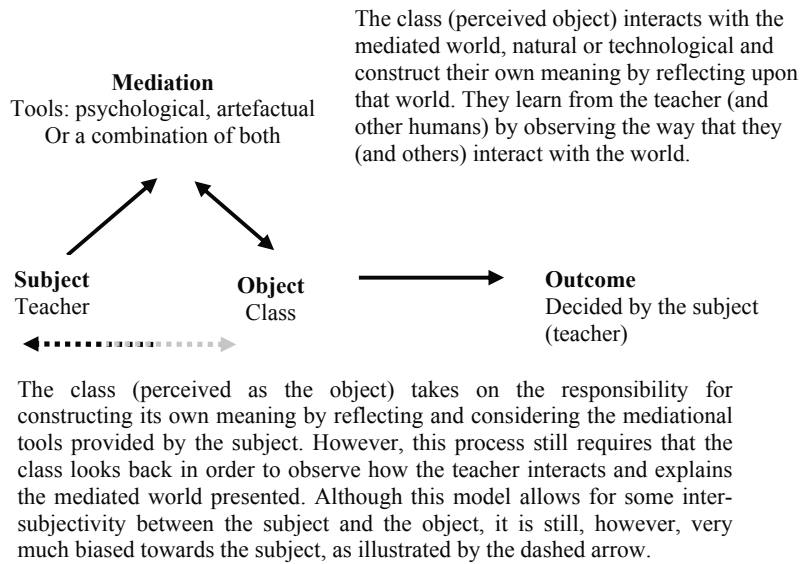 The class (perceived object) interacts with the
mediated world, natural or technological and
construct their own meaning by reflecting upon
that world. They learn from the teacher (and
other humans) by observing the way that they
(and others) interact with the world.
Mediation
Tools: psychological, artefactual
Or a combination of both
Subject
Teacher
Object
Class
Outcome
Decided by the subject
(teacher)
The class (perceived as the object) takes on the responsibility for
constructing its own meaning by reflecting and considering the mediational
tools provided by the subject. However, this process still requires that the
class looks back in order to observe how the teacher interacts and explains
the mediated world presented. Although this model allows for some inter-
subjectivity between the subject and the object, it is still, however, very
much biased towards the subject, as illustrated by the dashed arrow.